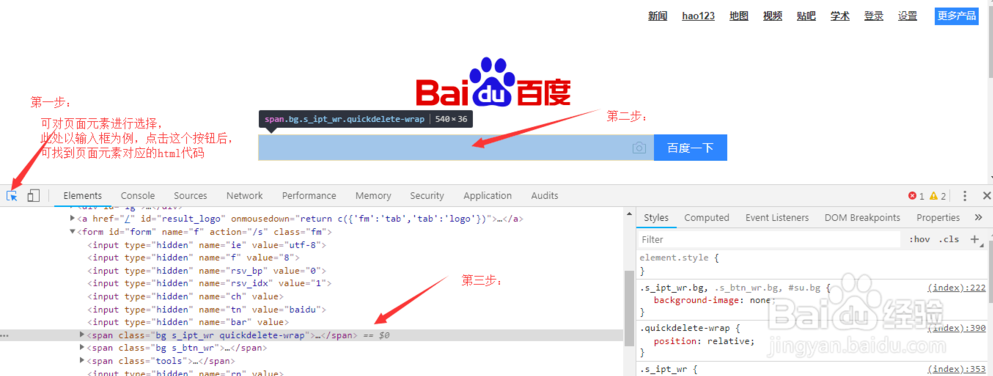 新闻 hao123 地图 视频 贴吧 学术 登录 设置 更多产品
Baidu百度
第一步：
可对页面元素进行选择，
此处以输入框为例，点击这个按钮后，
可找到页面元素对应的html代码
span.bg.s_ipt_wr.quickdelete-wrap | 540 × 36
第二步：
百度一下
Elements Console Sources Network Performance Memory Security Application Audits 1 2
<a href="/" id="result_logo" onmousedown="return c({'fm':'tab','tab':'logo'})">…</a>
<form id="form" name="f" action="/s" class="fm">
<input type="hidden" name="ie" value="utf-8">
<input type="hidden" name="f" value="8">
<input type="hidden" name="rsv_bp" value="0">
<input type="hidden" name="rsv_idx" value="1">
<input type="hidden" name="ch" value>
<input type="hidden" name="tn" value="baidu">
<input type="hidden" name="bar" value>
<span class="bg s_ipt_wr quickdelete-wrap">…</span> == $0
<span class="bg s_btn_wr">…</span>
<span class="tools">…</span>
<input type="hidden" name="rn" value>
第三步：
Styles Computed Event Listeners DOM Breakpoints Properties »
Filter :hov .cls +
element.style {
}
.s_ipt_wr.bg, .s_btn_wr.bg, #su.bg { (index):222
background-image: none;
}
.quickdelete-wrap { (index):390
position: relative;
}
.s_ipt_wr { (index):353
Baidu经验
jingyan.baidu.com